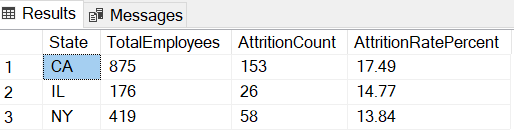 Results Messages
State TotalEmployees AttritionCount AttritionRatePercent
1 CA 875 153 17.49
2 IL 176 26 14.77
3 NY 419 58 13.84